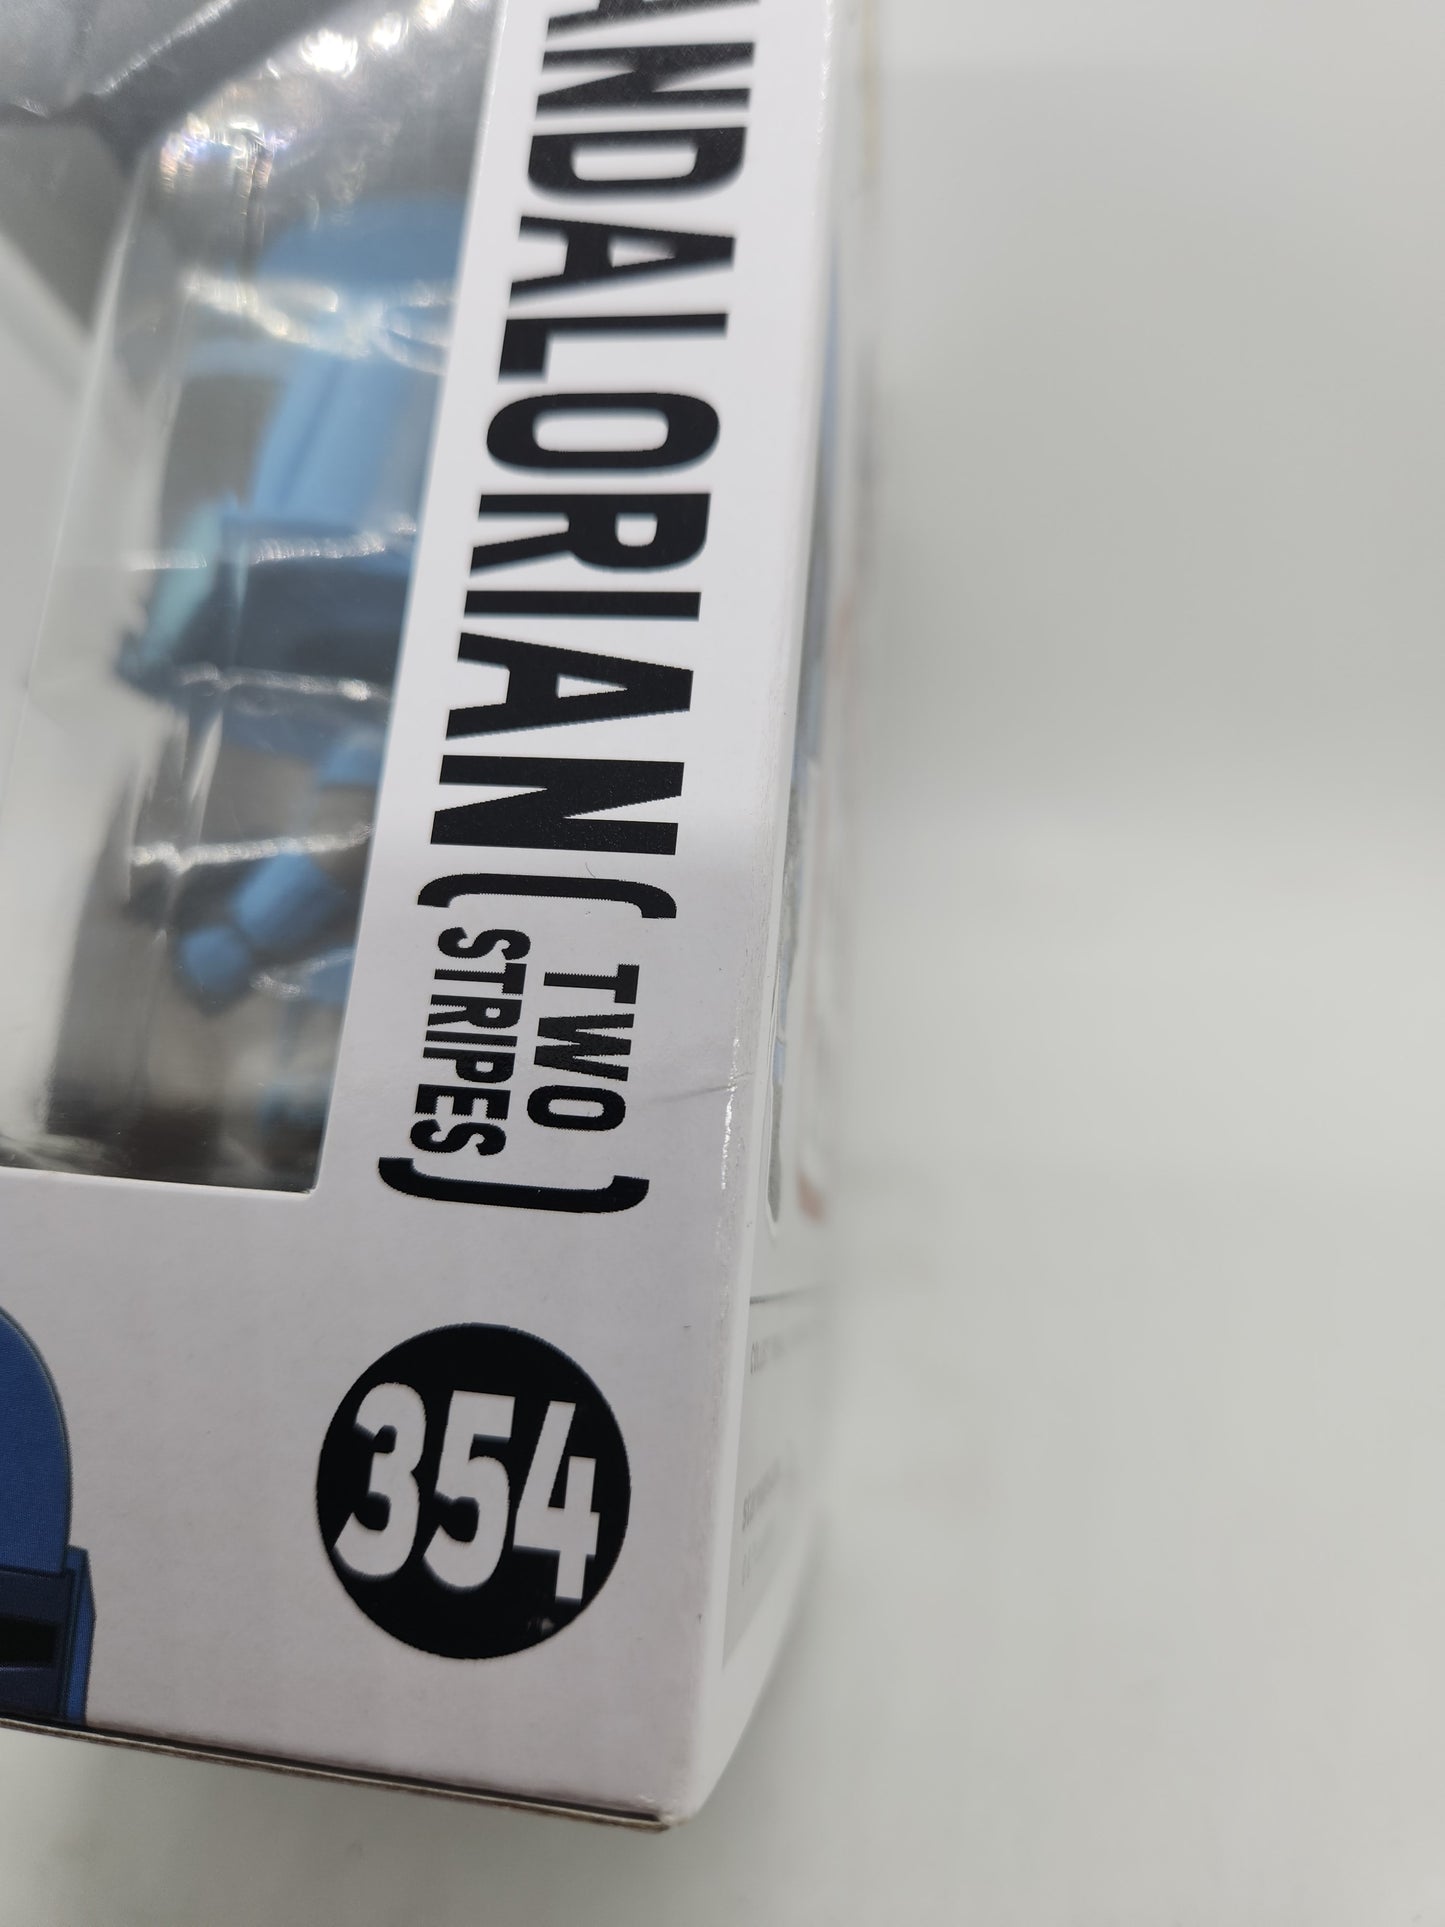 ANDALORIAN
[TWO
STRIPES]
354